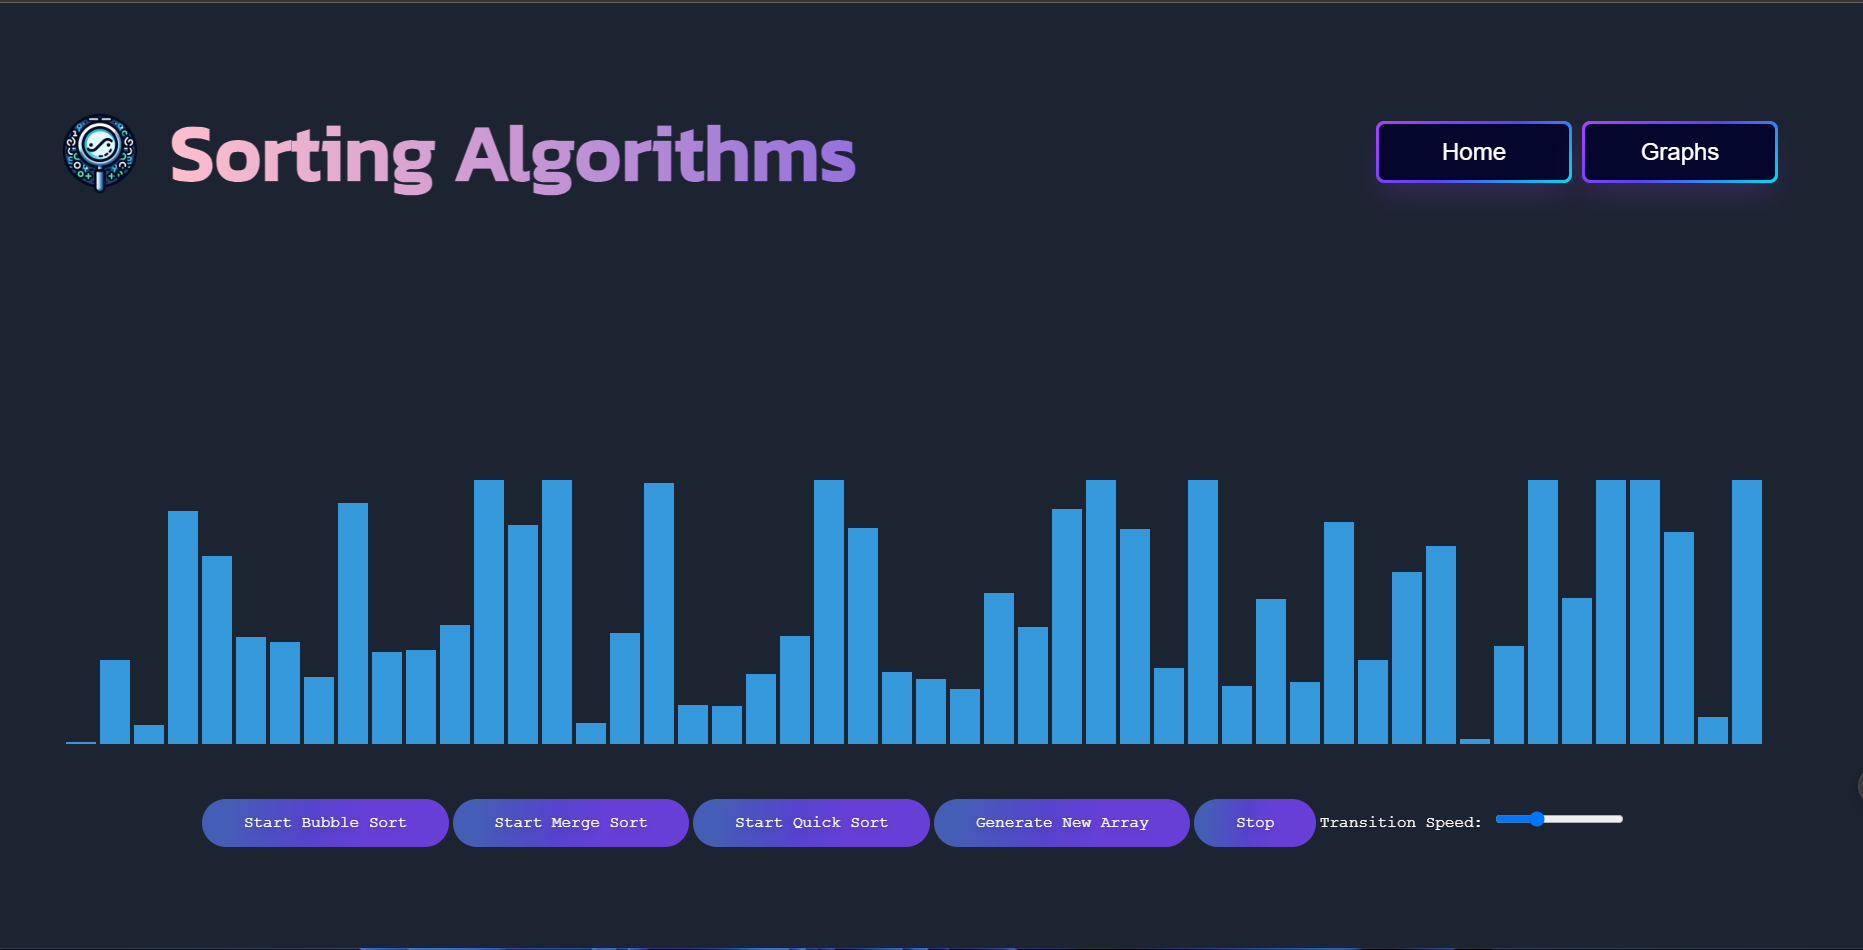 Sorting Algorithms
Home
Graphs
Start Bubble Sort
Start Merge Sort
Start Quick Sort
Generate New Array
Stop
Transition Speed: